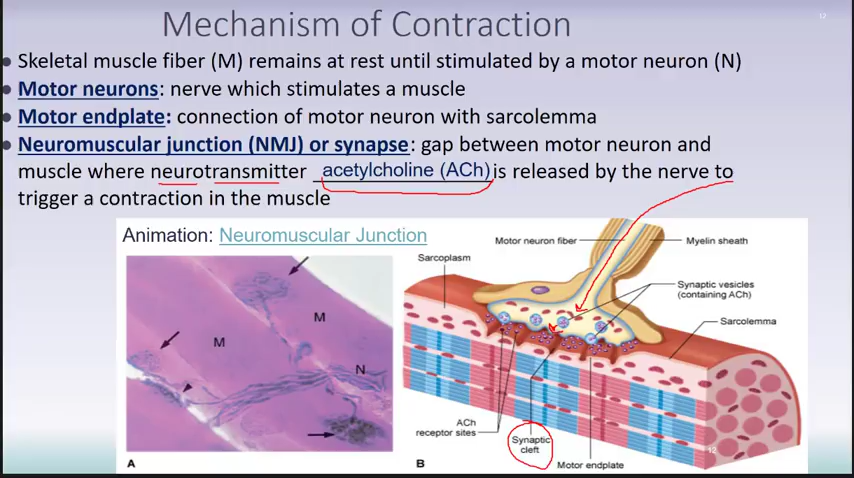 Mechanism of Contraction
12
● Skeletal muscle fiber (M) remains at rest until stimulated by a motor neuron (N)
● Motor neurons: nerve which stimulates a muscle
● Motor endplate: connection of motor neuron with sarcolemma
● Neuromuscular junction (NMJ) or synapse: gap between motor neuron and
muscle where neurotransmitter acetylcholine (ACh) is released by the nerve to
trigger a contraction in the muscle
Animation: Neuromuscular Junction
M
M
N
A
Motor neuron fiber
Myelin sheath
Sarcoplasm
Synaptic vesicles
(containing ACh)
Sarcolemma
ACh
receptor sites
Synaptic
cleft
Motor endplate
12
B